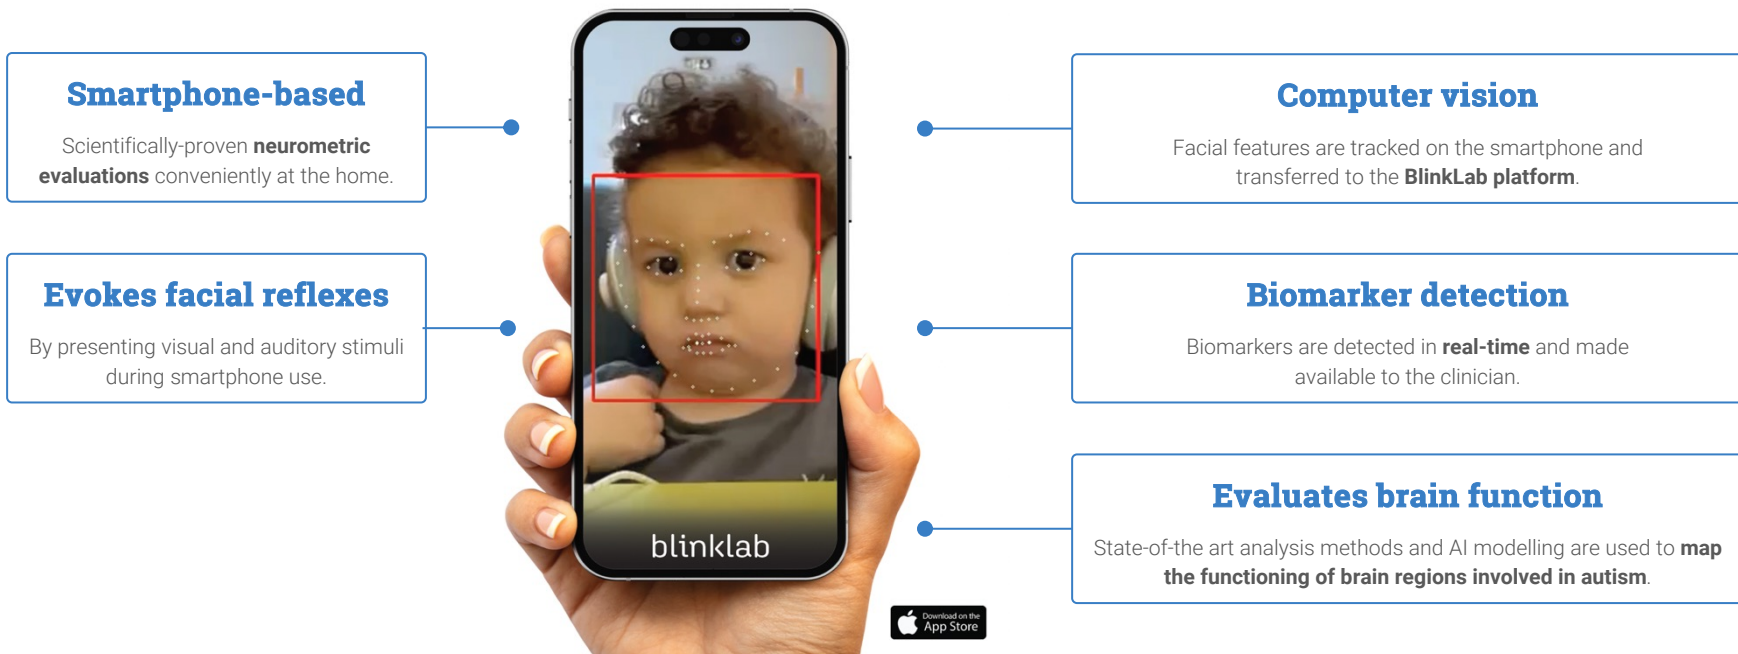 Smartphone-based
Scientifically-proven neurometric
evaluations conveniently at the home.
Evokes facial reflexes
By presenting visual and auditory stimuli
during smartphone use.
blinklab
Download on the
App Store
Computer vision
Facial features are tracked on the smartphone and
transferred to the BlinkLab platform.
Biomarker detection
Biomarkers are detected in real-time and made
available to the clinician.
Evaluates brain function
State-of-the art analysis methods and AI modelling are used to map
the functioning of brain regions involved in autism.